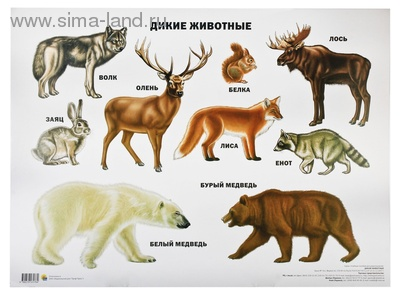 www.sima-land.ru
ДИКИЕ ЖИВОТНЫЕ
ВОЛК
ОЛЕНЬ
БЕЛКА
ЛОСЬ
ЗАЯЦ
ЛИСА
ЕНОТ
БУРЫЙ МЕДВЕДЬ
БЕЛЫЙ МЕДВЕДЬ